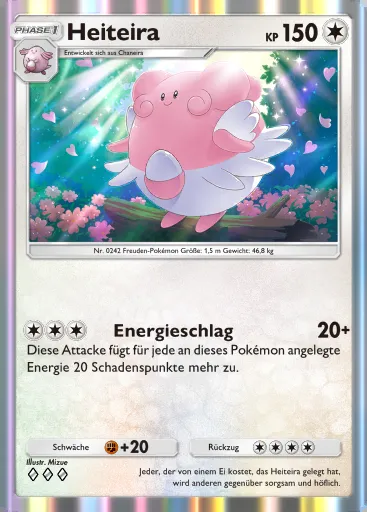 PHASE 1
Heiteira
KP 150
Entwickelt sich aus Chaneira
Nr. 0242 Freuden-Pokémon Größe: 1,5 m Gewicht: 46,8 kg
Energieschlag 20+
Diese Attacke fügt für jede an dieses Pokémon angelegte
Energie 20 Schadenspunkte mehr zu.
Schwäche +20
Rückzug
Illustr. Mizue
Jeder, der von einem Ei kostet, das Heiteira gelegt hat,
wird anderen gegenüber sorgsam und höflich.